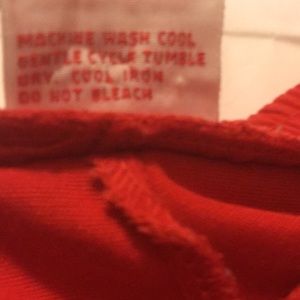 MACHINE WASH COOL
GENTLE CYCLE TUMBLE
DRY. COOL IRON
DO NOT BLEACH